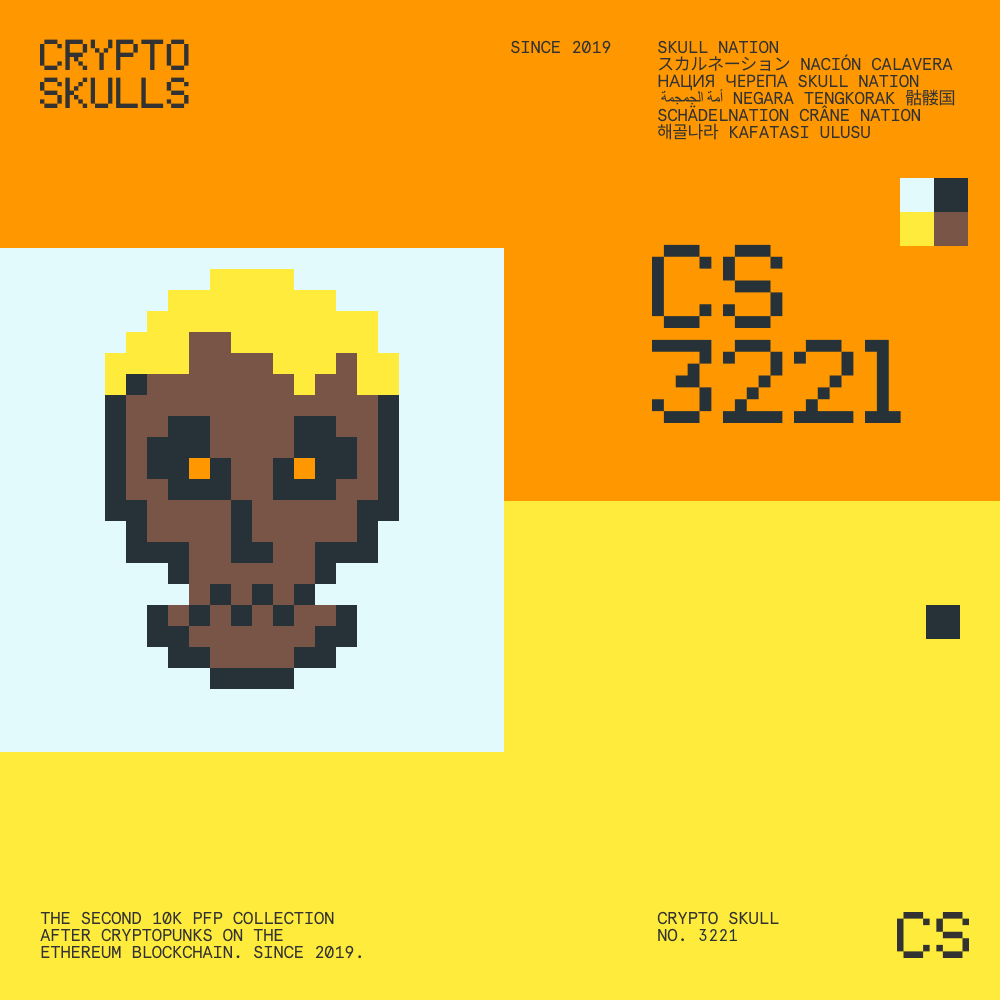 CRYPTO
SKULLS
SINCE 2019
SKULL NATION
スカルネーション NACIÓN CALAVERA
НАЦИЯ ЧЕРЕПА SKULL NATION
أمة الجمجمة NEGARA TENGKORAK 骷髅国
SCHÄDELNATION CRÂNE NATION
해골나라 KAFATASI ULUSU
CS
3221
THE SECOND 10K PFP COLLECTION
AFTER CRYPTOPUNKS ON THE
ETHEREUM BLOCKCHAIN. SINCE 2019.
CRYPTO SKULL
NO. 3221
CS